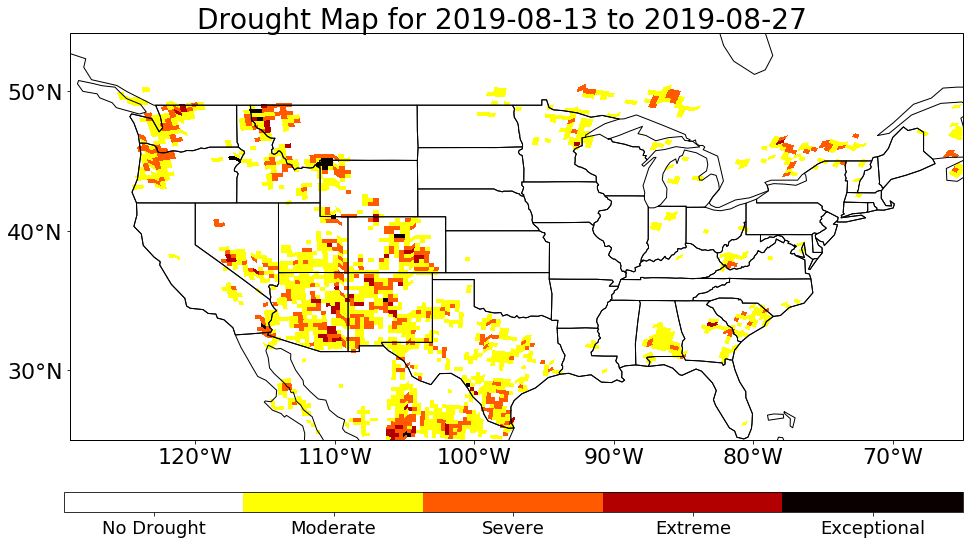 Drought Map for 2019-08-13 to 2019-08-27
50°N
40°N
30°N
120°W 110°W 100°W 90°W 80°W 70°W
No Drought Moderate Severe Extreme Exceptional